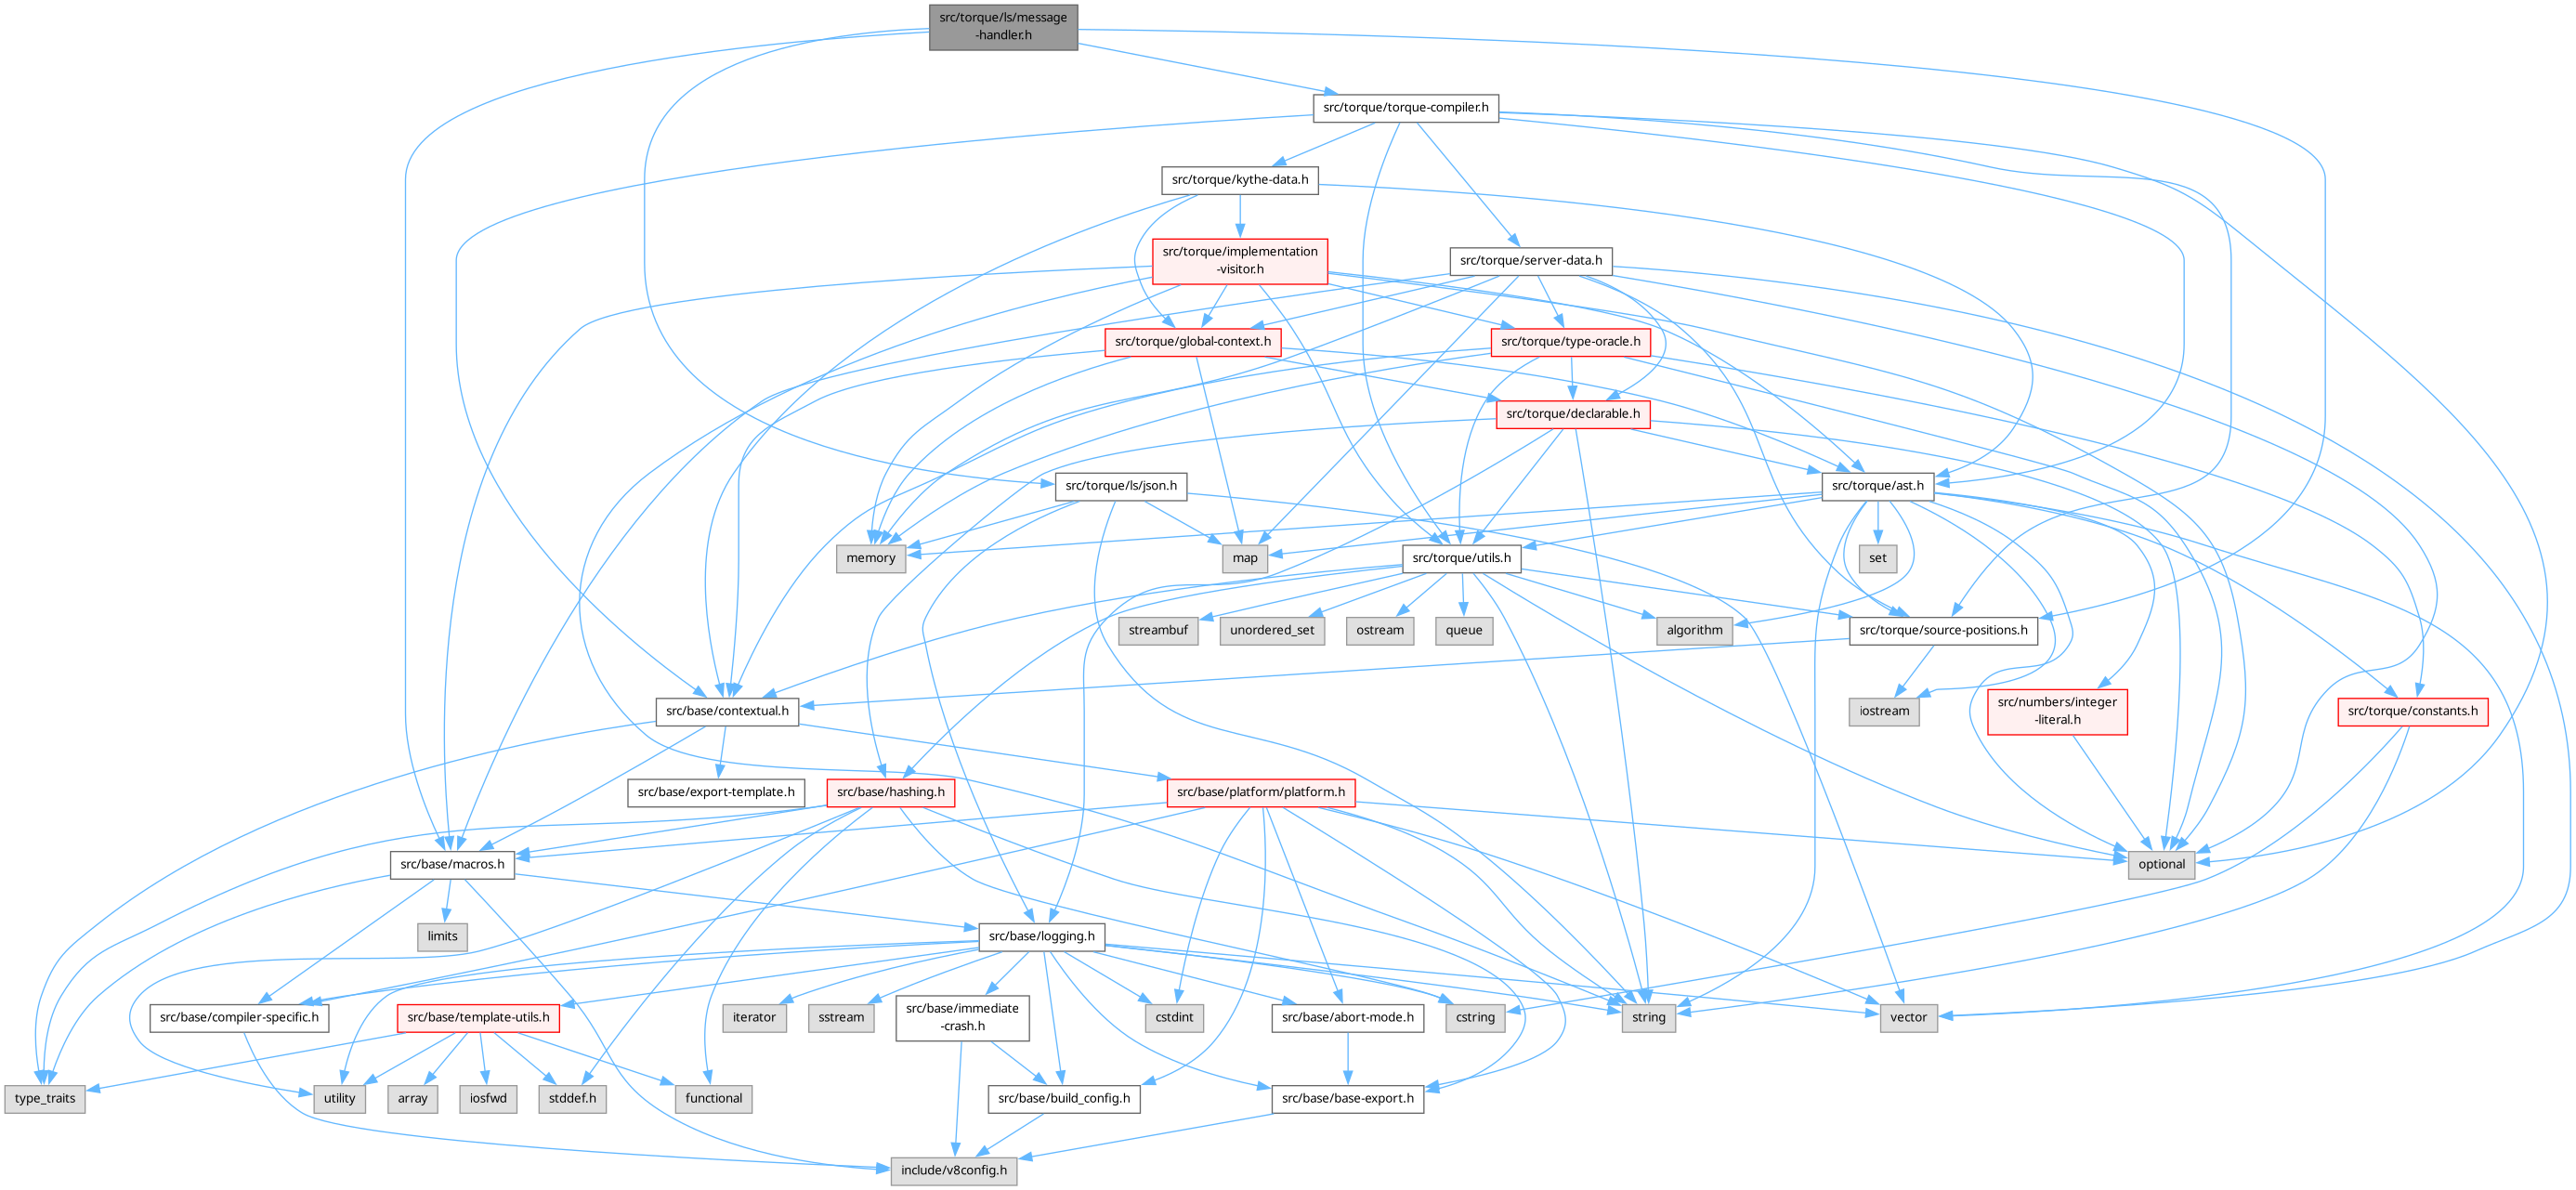 src/torque/ls/message
-handler.h
src/torque/torque-compiler.h
src/torque/kythe-data.h
src/torque/implementation
-visitor.h
src/torque/server-data.h
src/torque/global-context.h
src/torque/type-oracle.h
src/torque/declarable.h
src/torque/ls/json.h
src/torque/ast.h
memory
map
src/torque/utils.h
set
streambuf
unordered_set
ostream
queue
algorithm
src/torque/source-positions.h
src/base/contextual.h
iostream
src/numbers/integer
-literal.h
src/torque/constants.h
src/base/export-template.h
src/base/hashing.h
src/base/platform/platform.h
src/base/macros.h
optional
limits
src/base/logging.h
src/base/compiler-specific.h
src/base/template-utils.h
iterator
sstream
src/base/immediate
-crash.h
cstdint
src/base/abort-mode.h
cstring
string
vector
type_traits
utility
array
iosfwd
stddef.h
functional
src/base/build_config.h
src/base/base-export.h
include/v8config.h